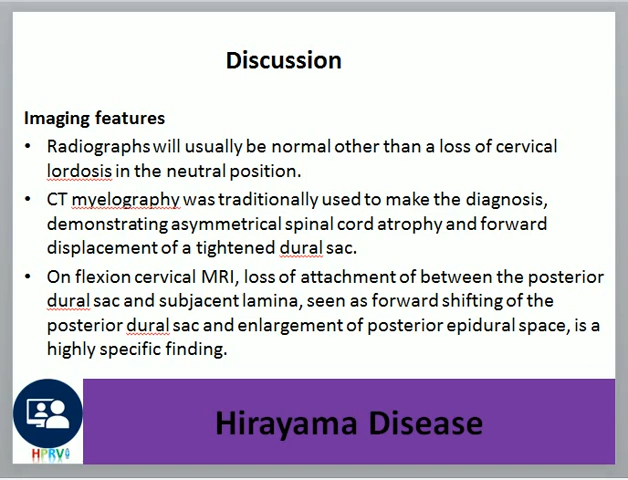 Discussion
Imaging features
• Radiographs will usually be normal other than a loss of cervical
lordosis in the neutral position.
• CT myelography was traditionally used to make the diagnosis,
demonstrating asymmetrical spinal cord atrophy and forward
displacement of a tightened dural sac.
• On flexion cervical MRI, loss of attachment of between the posterior
dural sac and subjacent lamina, seen as forward shifting of the
posterior dural sac and enlargement of posterior epidural space, is a
highly specific finding.
Hirayama Disease
HPRV